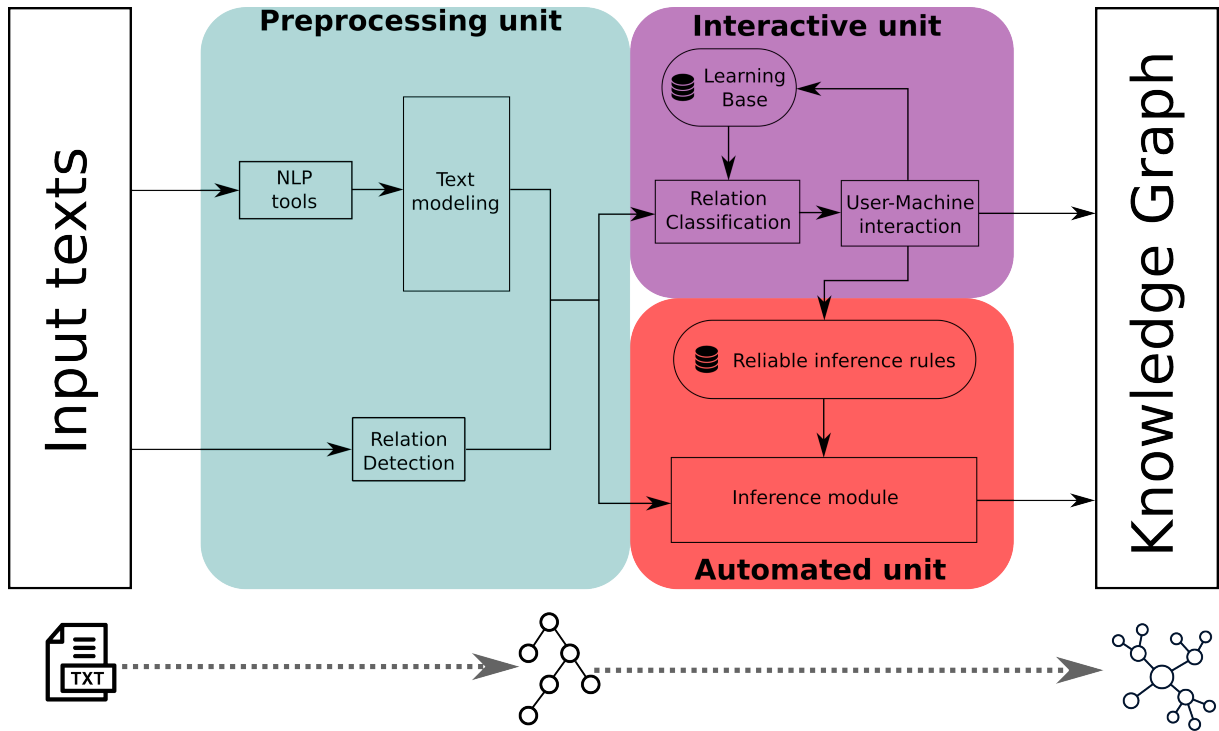 Input texts
Preprocessing unit
NLP
tools
Text
modeling
Relation
Detection
Interactive unit
Learning
Base
Relation
Classification
User-Machine
interaction
Reliable inference rules
Inference module
Automated unit
Knowledge Graph
TXT